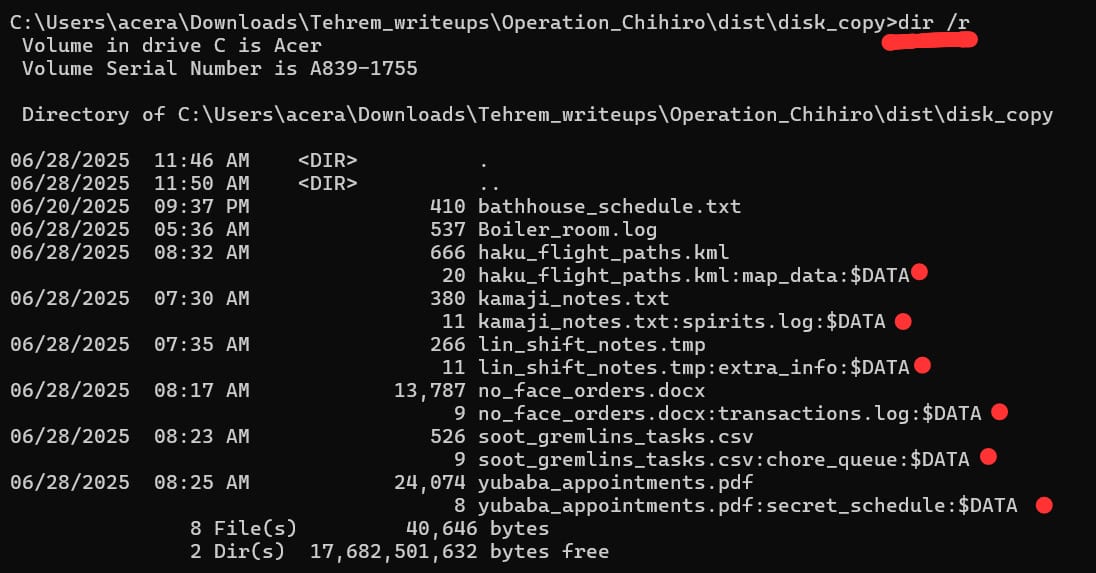 C:\Users\acera\Downloads\Tehrem_writeups\Operation_Chihiro\dist\disk_copy>dir /r
 Volume in drive C is Acer
 Volume Serial Number is A839-1755

 Directory of C:\Users\acera\Downloads\Tehrem_writeups\Operation_Chihiro\dist\disk_copy

06/28/2025  11:46 AM    <DIR>          .
06/28/2025  11:50 AM    <DIR>          ..
06/20/2025  09:37 PM               410 bathhouse_schedule.txt
06/28/2025  05:36 AM               537 Boiler_room.log
06/28/2025  08:32 AM               666 haku_flight_paths.kml
                                    20 haku_flight_paths.kml:map_data:$DATA
06/28/2025  07:30 AM               380 kamaji_notes.txt
                                    11 kamaji_notes.txt:spirits.log:$DATA
06/28/2025  07:35 AM               266 lin_shift_notes.tmp
                                    11 lin_shift_notes.tmp:extra_info:$DATA
06/28/2025  08:17 AM            13,787 no_face_orders.docx
                                     9 no_face_orders.docx:transactions.log:$DATA
06/28/2025  08:23 AM               526 soot_gremlins_tasks.csv
                                     9 soot_gremlins_tasks.csv:chore_queue:$DATA
06/28/2025  08:25 AM            24,074 yubaba_appointments.pdf
                                     8 yubaba_appointments.pdf:secret_schedule:$DATA
               8 File(s)         40,646 bytes
               2 Dir(s)  17,682,501,632 bytes free